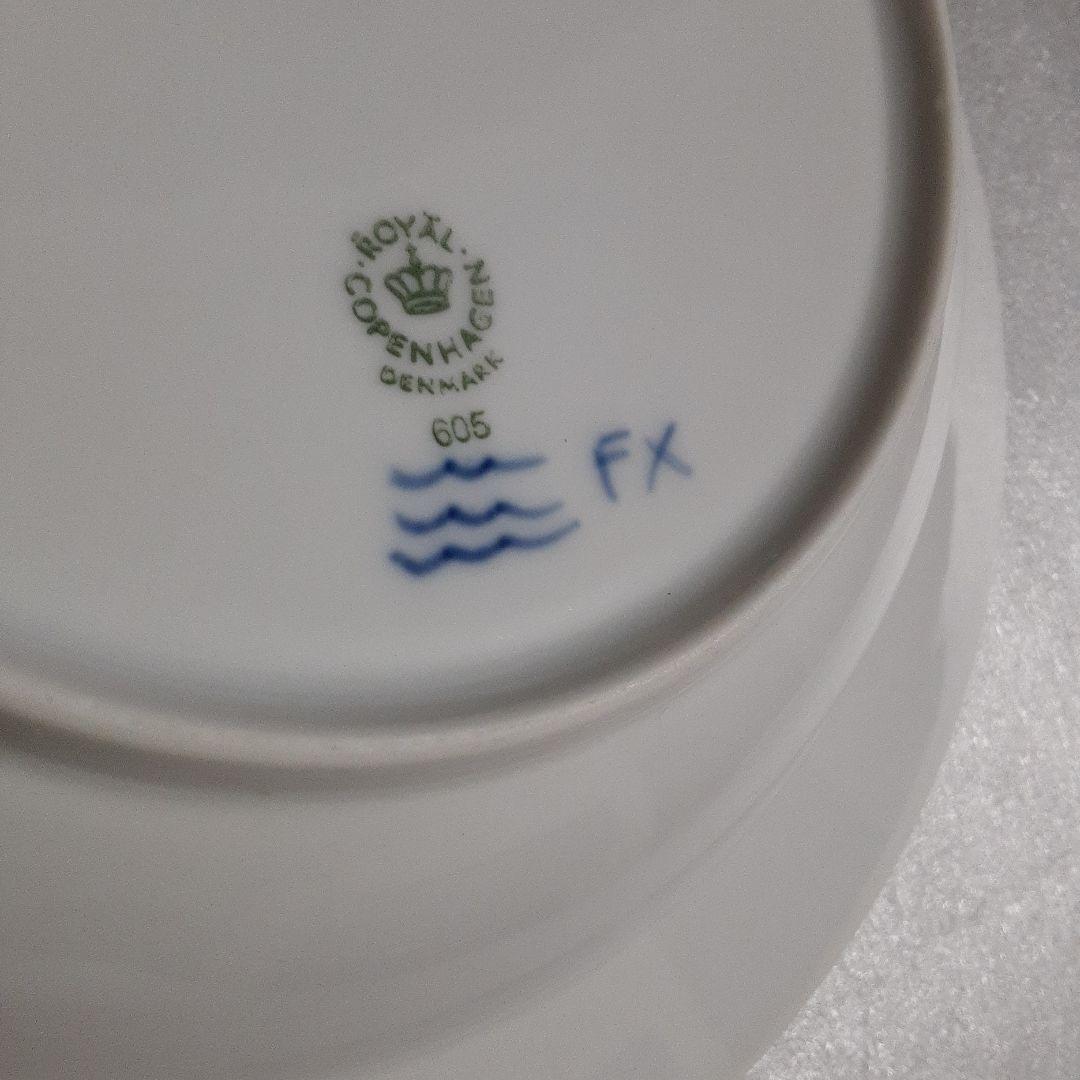 ROYAL
COPENHAGEN
DENMARK
605
FX